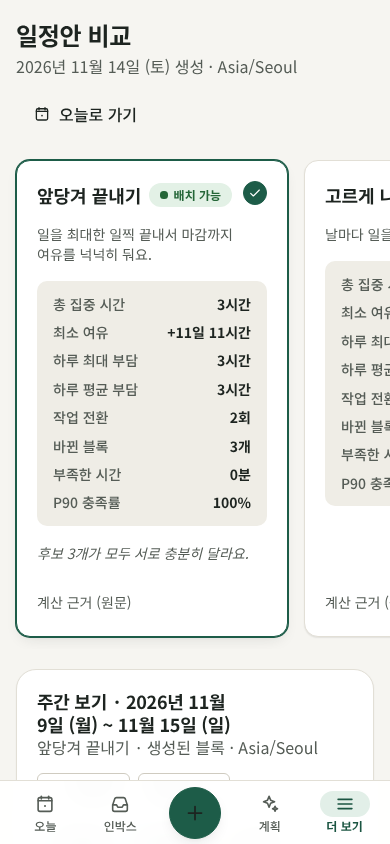 일정안 비교
2026년 11월 14일 (토) 생성 · Asia/Seoul
오늘로 가기
앞당겨 끝내기
배치 가능
일을 최대한 일찍 끝내서 마감까지
여유를 넉넉히 둬요.
총 집중 시간 3시간
최소 여유 +11일 11시간
하루 최대 부담 3시간
하루 평균 부담 3시간
작업 전환 2회
바뀐 블록 3개
부족한 시간 0분
P90 충족률 100%
후보 3개가 모두 서로 충분히 달라요.
계산 근거 (원문)
고르게
날마다 일
총 집중
최소 여유
하루 최대
하루 평균
작업 전환
바뀐 블록
부족한
P90 충족
계산 근거 (
주간 보기 · 2026년 11월
9일 (월) ~ 11월 15일 (일)
앞당겨 끝내기 · 생성된 블록 · Asia/Seoul
오늘
인박스
계획
더 보기